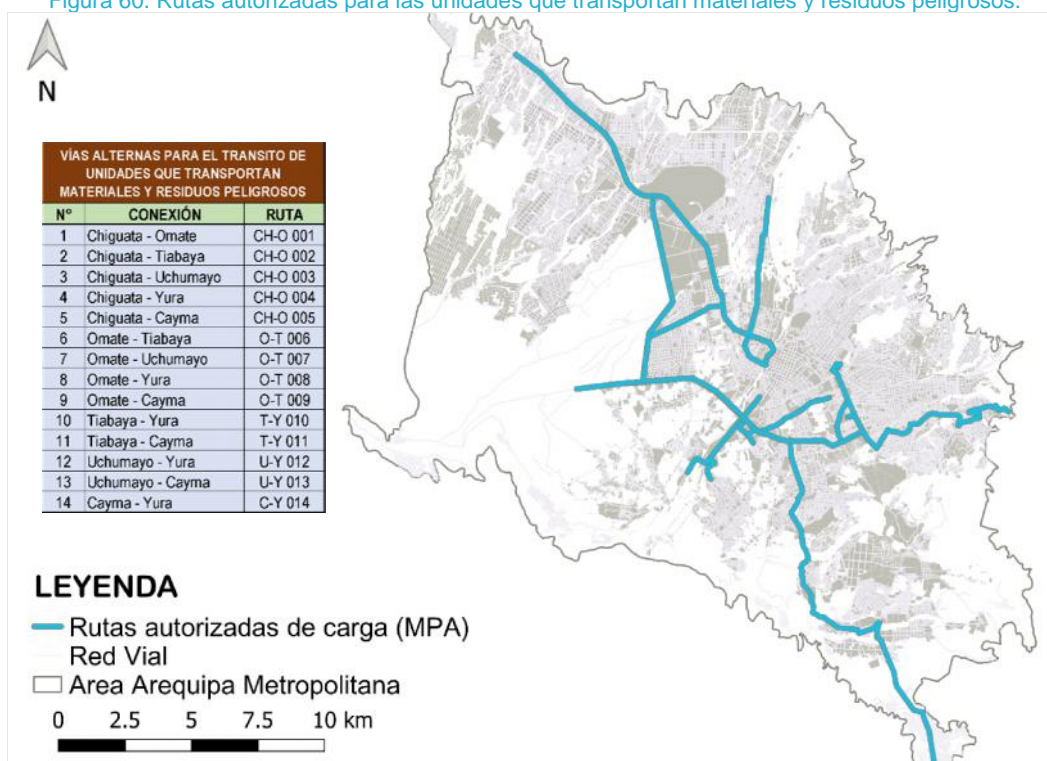 Figura 60. Rutas autorizadas para las unidades que transportan materiales y residuos peligrosos.
N
VÍAS ALTERNAS PARA EL TRANSITO DE
UNIDADES QUE TRANSPORTAN
MATERIALES Y RESIDUOS PELIGROSOS
N° CONEXIÓN RUTA
1 Chiguata - Omate CH-O 001
2 Chiguata - Tiabaya CH-O 002
3 Chiguata - Uchumayo CH-O 003
4 Chiguata - Yura CH-O 004
5 Chiguata - Cayma CH-O 005
6 Omate - Tiabaya O-T 006
7 Omate - Uchumayo O-T 007
8 Omate - Yura O-T 008
9 Omate - Cayma O-T 009
10 Tiabaya - Yura T-Y 010
11 Tiabaya - Cayma T-Y 011
12 Uchumayo - Yura U-Y 012
13 Uchumayo - Cayma U-Y 013
14 Cayma - Yura C-Y 014
LEYENDA
Rutas autorizadas de carga (MPA)
Red Vial
Area Arequipa Metropolitana
0 2.5 5 7.5 10 km